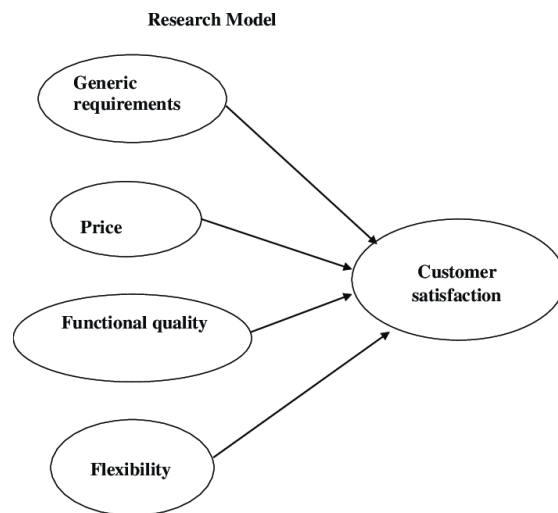 Research Model
Generic
requirements
Price
Functional quality
Flexibility
Customer
satisfaction